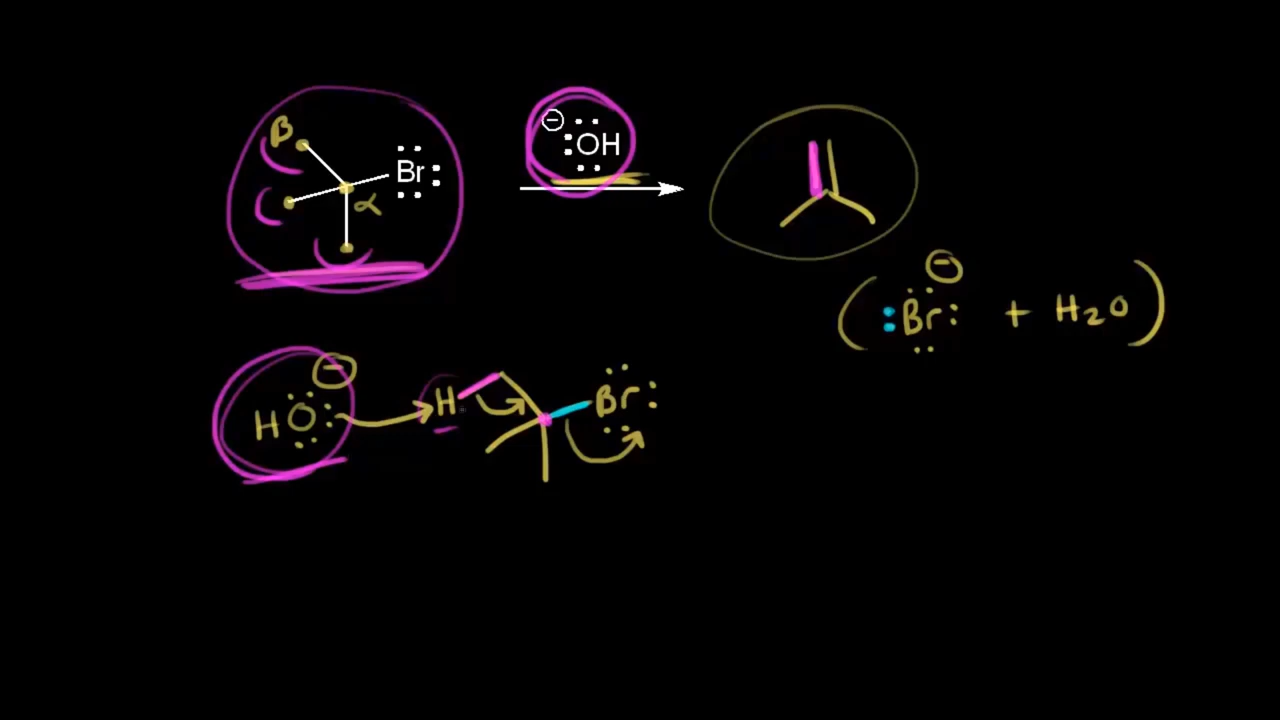 β
Br
α
⊖
:OH
⊖
( :Br: + H₂O )
HO:
⊖
H
Br: